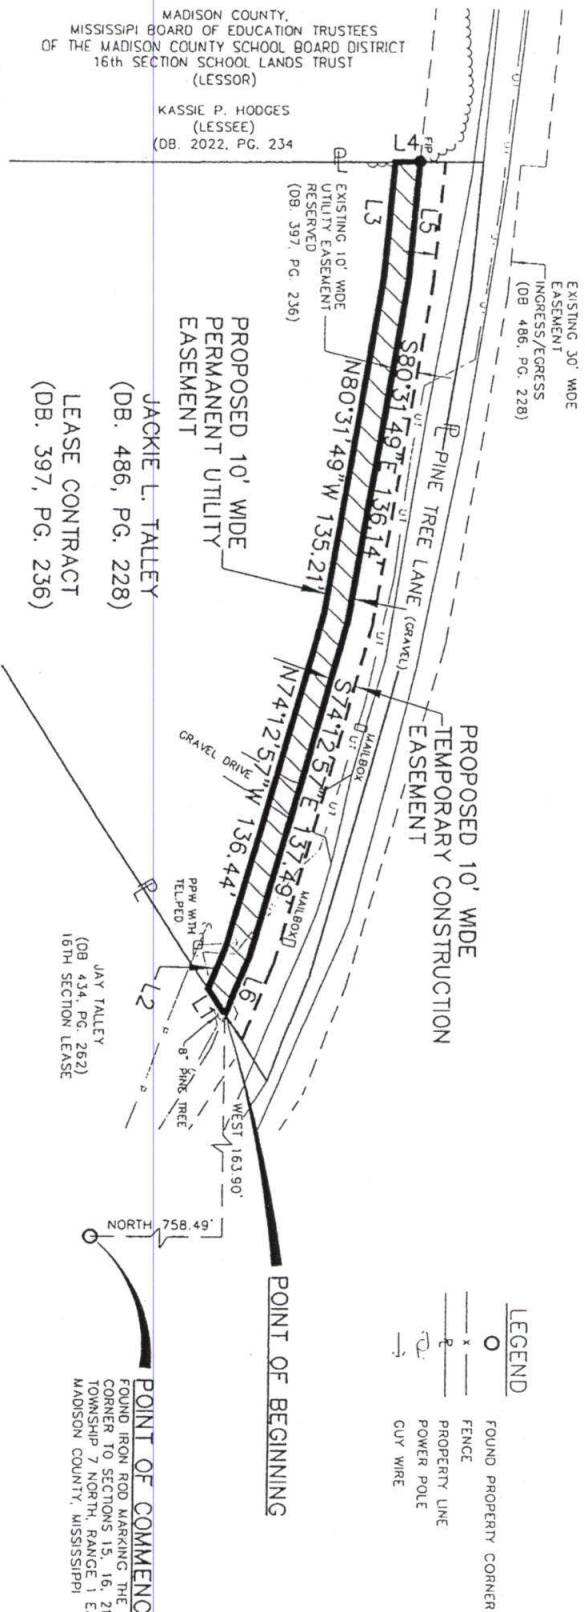 MADISON COUNTY,
MISSISSIPPI BOARD OF EDUCATION TRUSTEES
OF THE MADISON COUNTY SCHOOL BOARD DISTRICT
16th SECTION SCHOOL LANDS TRUST
(LESSOR)
KASSIE P. HODGES
(LESSEE)
(DB. 2022, PG. 234
L4
FIP
L5
L3
EXISTING 10' WIDE
UTILITY EASEMENT
RESERVED
(DB. 397, PG. 236)
EXISTING 30' WIDE
INGRESS/EGRESS
EASEMENT
(DB 486, PG. 228)
PINE TREE LANE (GRAVEL)
S80°31'49"E 136.14'
N80°31'49"W 135.21'
PROPOSED 10' WIDE
PERMANENT UTILITY
EASEMENT
JACKIE L. TALLEY
(DB. 486, PG. 228)
LEASE CONTRACT
(DB. 397, PG. 236)
PROPOSED 10' WIDE
TEMPORARY CONSTRUCTION
EASEMENT
S74°12'57"E 137.49'
N74°12'57"W 136.44'
MAILBOX
MAILBOX
GRAVEL DRIVE
PPW WITH
TEL.PED
L6
L1
L2
8" PINE TREE
JAY TALLEY
(DB 434, PG. 262)
16TH SECTION LEASE
WEST 163.90'
NORTH 758.49'
POINT OF BEGINNING
POINT OF COMMENC
FOUND IRON ROD MARKING THE
CORNER TO SECTIONS 15, 16, 21
TOWNSHIP 7 NORTH, RANGE 1 E
MADISON COUNTY, MISSISSIPPI
LEGEND
FOUND PROPERTY CORNER
FENCE
PROPERTY LINE
POWER POLE
GUY WIRE